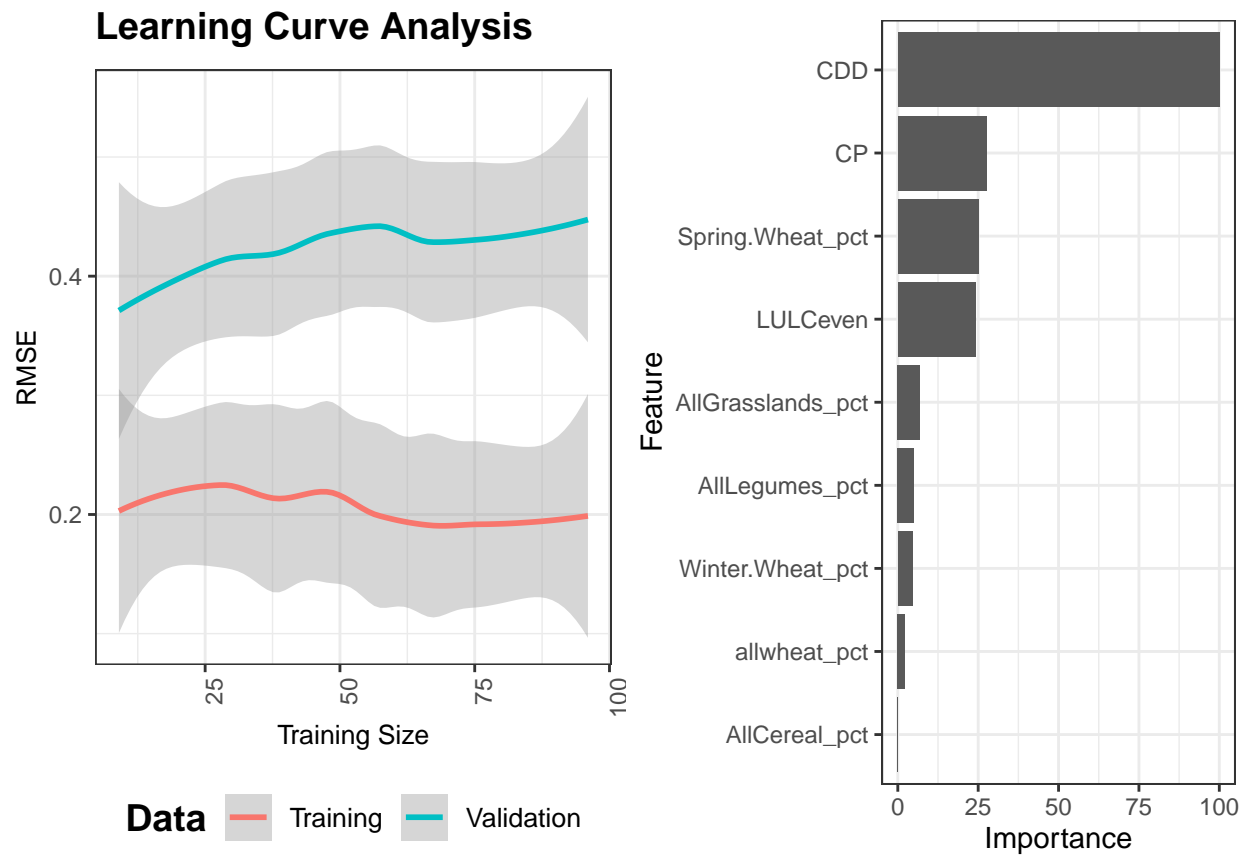 Learning Curve Analysis
RMSE
0.4
0.2
25
50
75
100
Training Size
Data
Training
Validation
Feature
CDD
CP
Spring.Wheat_pct
LULCeven
AllGrasslands_pct
AllLegumes_pct
Winter.Wheat_pct
allwheat_pct
AllCereal_pct
0
25
50
75
100
Importance